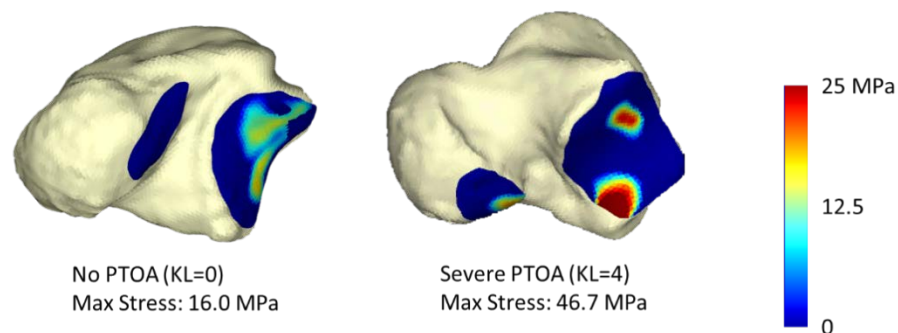 No PTOA (KL=0)
Max Stress: 16.0 MPa
Severe PTOA (KL=4)
Max Stress: 46.7 MPa
25 MPa
12.5
0